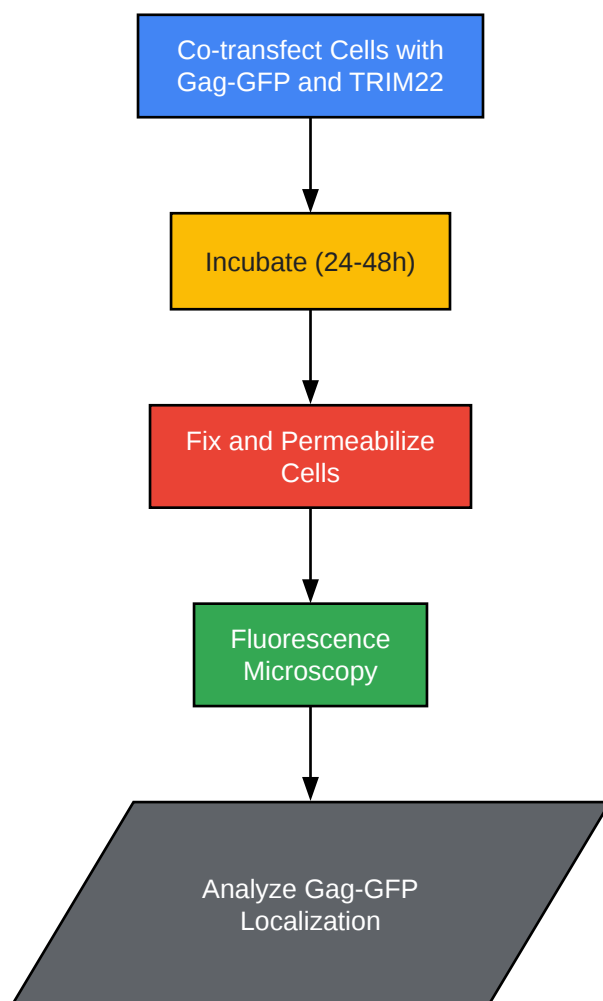 Co-transfect Cells with
Gag-GFP and TRIM22
Incubate (24-48h)
Fix and Permeabilize
Cells
Fluorescence
Microscopy
Analyze Gag-GFP
Localization